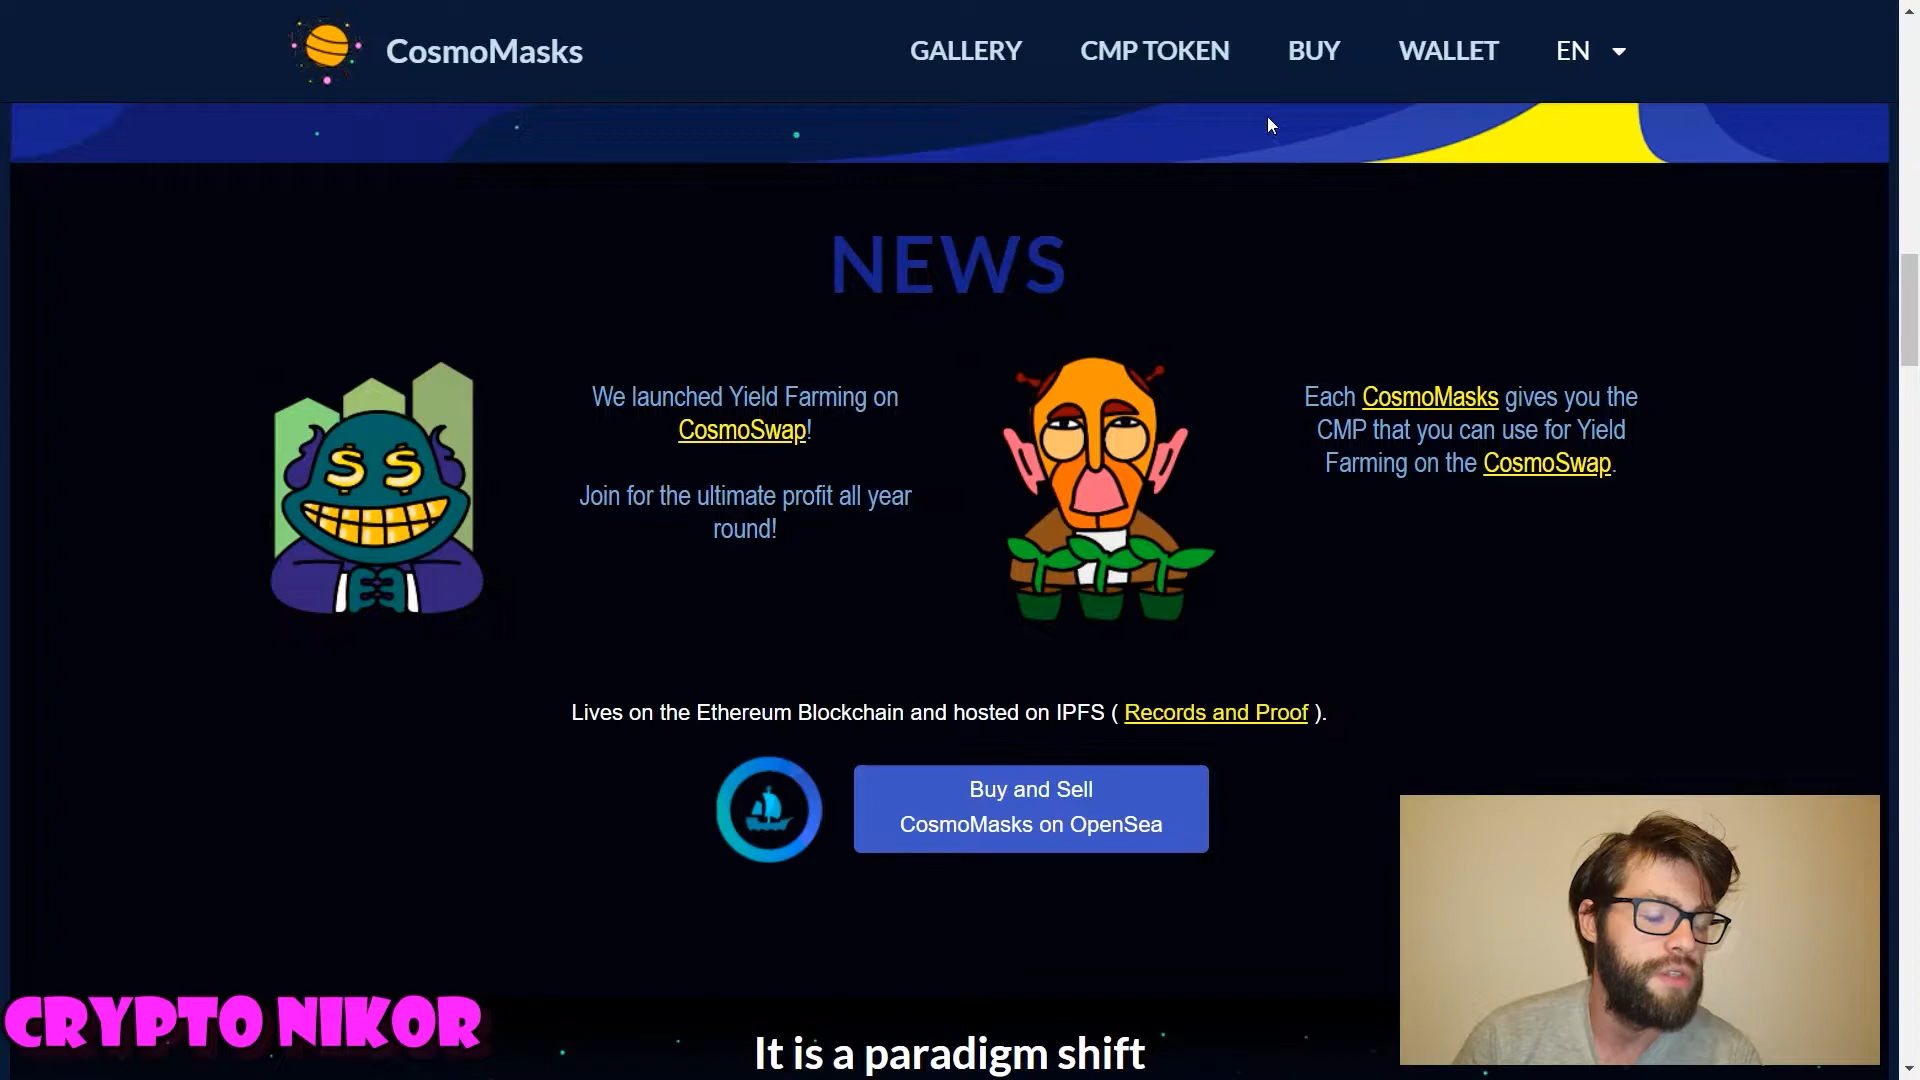 CosmoMasks
GALLERY
CMP TOKEN
BUY
WALLET
EN
NEWS
We launched Yield Farming on
CosmoSwap!
Join for the ultimate profit all year
round!
Each CosmoMasks gives you the
CMP that you can use for Yield
Farming on the CosmoSwap.
Lives on the Ethereum Blockchain and hosted on IPFS ( Records and Proof ).
Buy and Sell
CosmoMasks on OpenSea
CRYPTO NIKOR
It is a paradigm shift